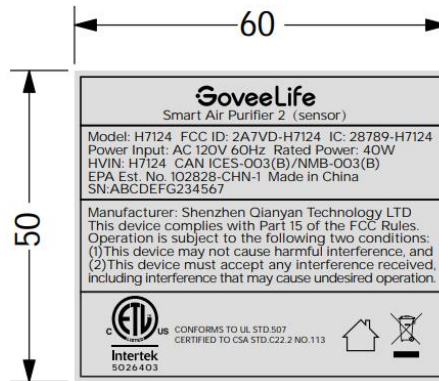 60
50
GoveeLife
Smart Air Purifier 2 (sensor)
Model: H7124 FCC ID: 2A7VD-H7124 IC: 28789-H7124
Power Input: AC 120V 60Hz Rated Power: 40W
HVIN: H7124 CAN ICES-003(B)/NMB-003(B)
EPA Est. No. 102828-CHN-1 Made in China
SN:ABCDEFG234567
Manufacturer: Shenzhen Qianyan Technology LTD
This device complies with Part 15 of the FCC Rules.
Operation is subject to the following two conditions:
(1)This device may not cause harmful interference, and
(2)This device must accept any interference received,
including interference that may cause undesired operation.
C ETL US
LISTED
Intertek
5026403
CONFORMS TO UL STD.507
CERTIFIED TO CSA STD.C22.2 NO.113